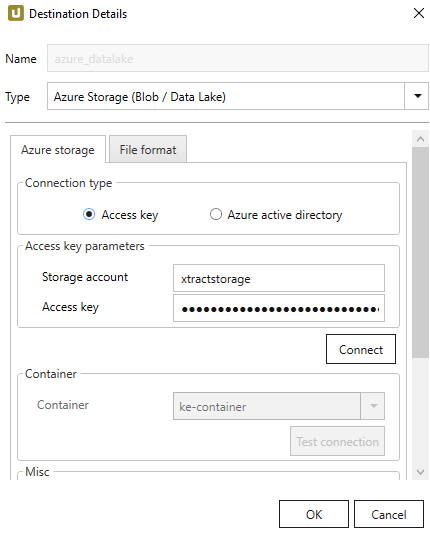 Destination Details
Name azure_datalake
Type Azure Storage (Blob / Data Lake)
Azure storage File format
Connection type
Access key Azure active directory
Access key parameters
Storage account xtractstorage
Access key ●●●●●●●●●●●●●●●●●●●●●●●●●●●●
Connect
Container
Container ke-container
Test connection
Misc
OK Cancel